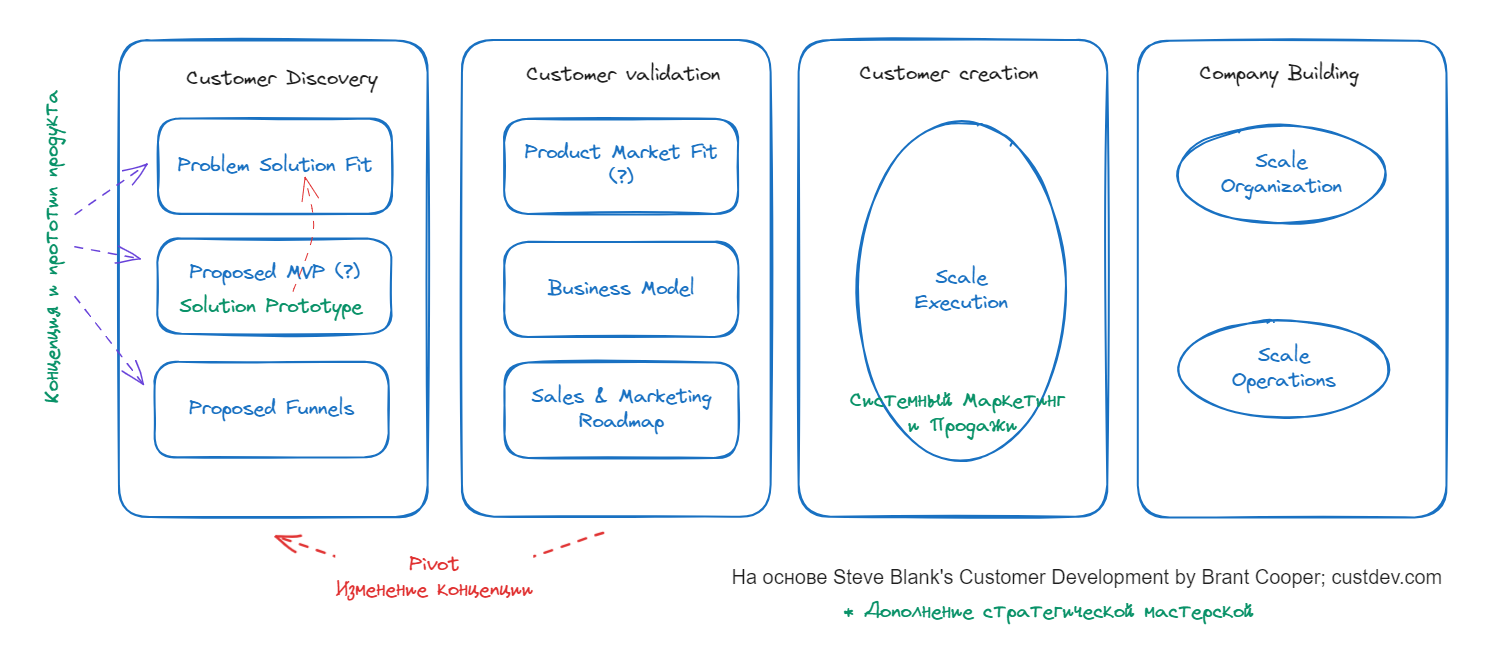 Концепция и прототип продукта
Customer Discovery
Problem Solution Fit
Proposed MVP (?)
Solution Prototype
Proposed Funnels
Customer validation
Product Market Fit
(?)
Business Model
Sales & Marketing
Roadmap
Customer creation
Scale
Execution
Системный Маркетинг
и Продажи
Company Building
Scale
Organization
Scale
Operations
Pivot
Изменение концепции
На основе Steve Blank's Customer Development by Brant Cooper; custdev.com
* Дополнение стратегической мастерской